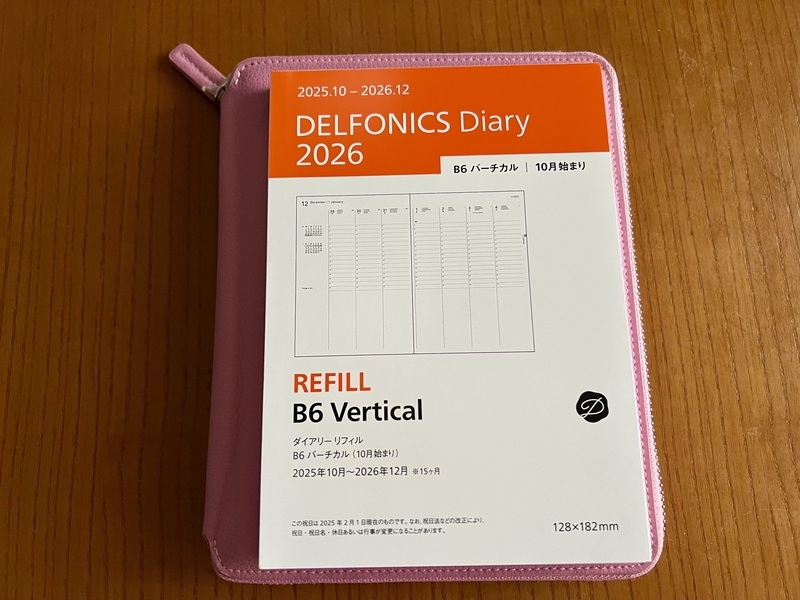 2025.10 – 2026.12
DELFONICS Diary
2026
B6 バーチカル | 10月始まり
12 December / 1 January
REFILL
B6 Vertical
D
ダイアリー リフィル
B6 バーチカル（10月始まり）
2025年10月～2026年12月 ※15ヶ月
この祝日は 2025 年 2 月 1 日現在のものです。なお、祝日法などの改正により、
祝日・祝日名・休日あるいは行事が変更になることがあります。
128×182mm